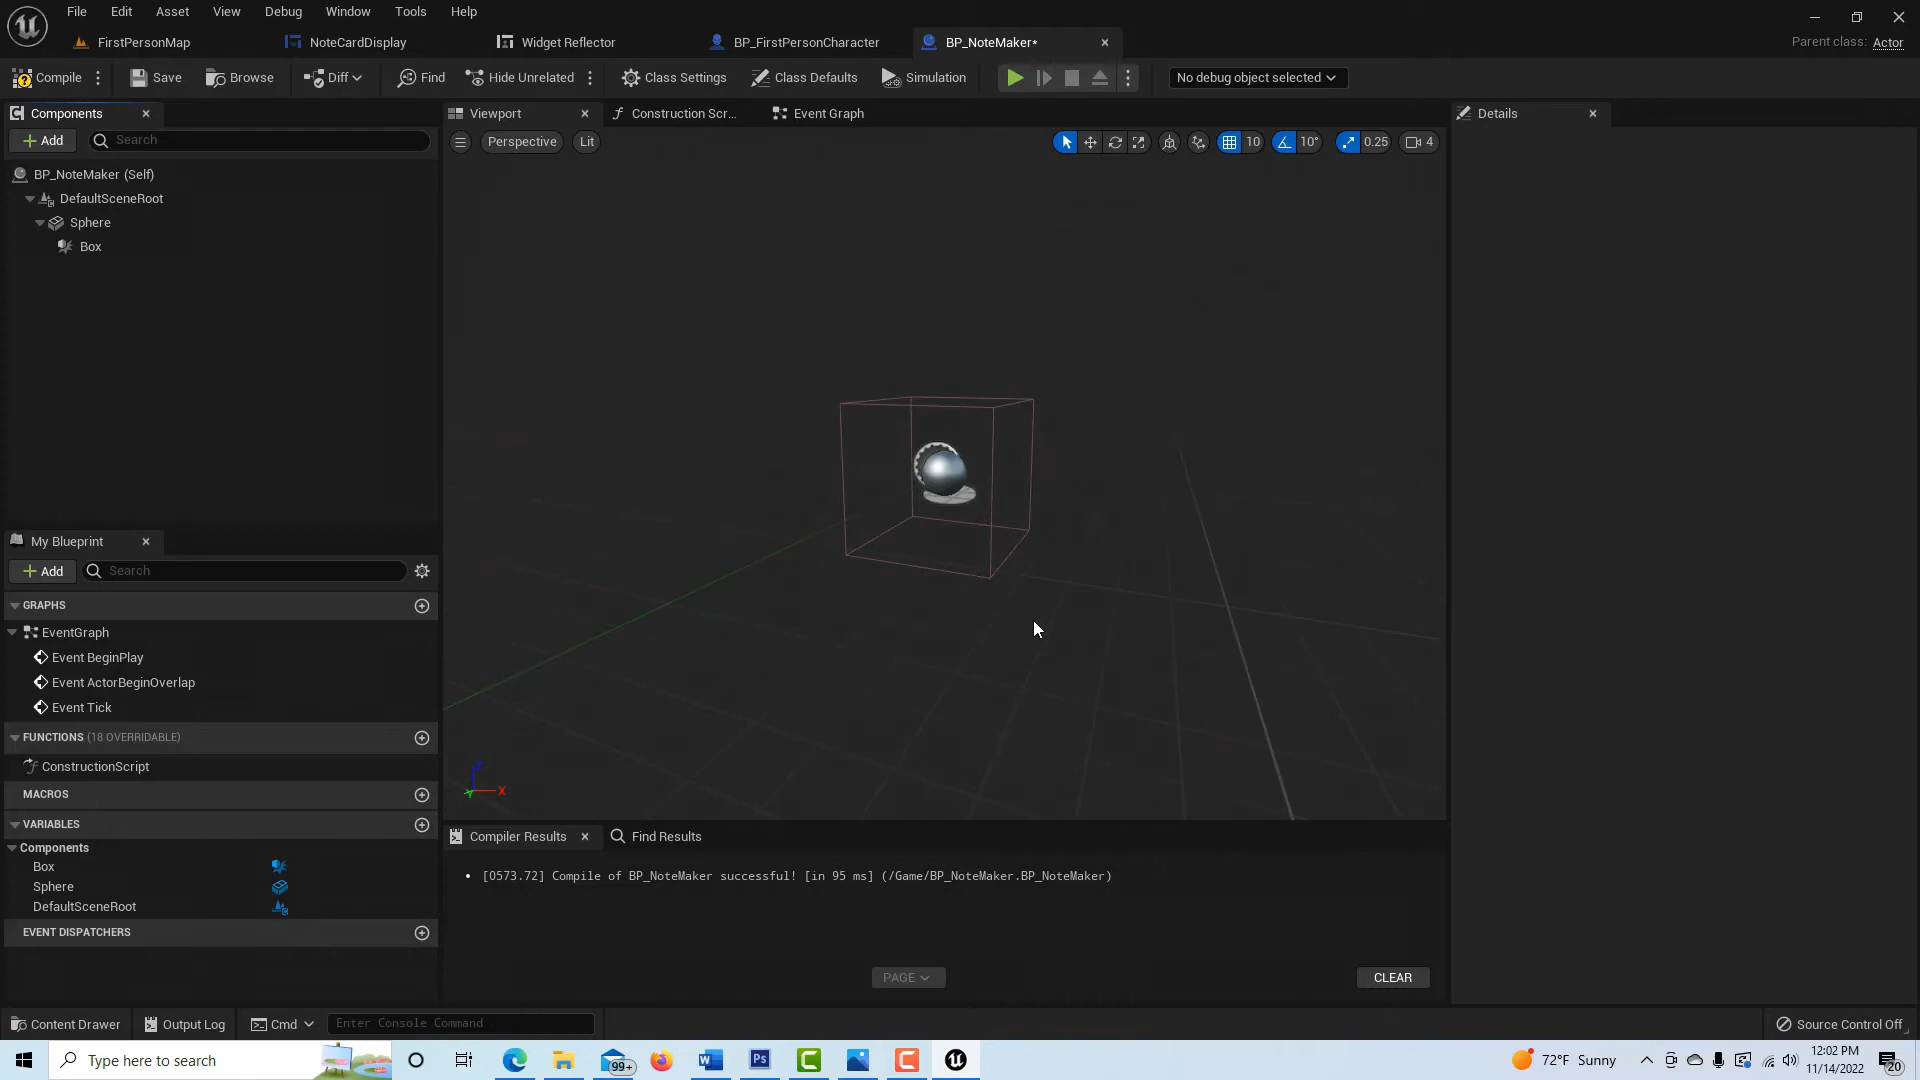 File Edit Asset View Debug Window Tools Help
FirstPersonMap NoteCardDisplay Widget Reflector BP_FirstPersonCharacter BP_NoteMaker* Parent class: Actor
Compile Save Browse Diff Find Hide Unrelated Class Settings Class Defaults Simulation No debug object selected
Components Viewport Construction Scr... Event Graph Details
Add Search Perspective Lit 10 10° 0.25 4
BP_NoteMaker (Self)
DefaultSceneRoot
Sphere
Box
My Blueprint
Add Search
GRAPHS
EventGraph
Event BeginPlay
Event ActorBeginOverlap
Event Tick
FUNCTIONS (18 OVERRIDABLE)
ConstructionScript
MACROS
VARIABLES
Components
Box
Sphere
DefaultSceneRoot
EVENT DISPATCHERS
Z
X
Y
Compiler Results Find Results
[0573.72] Compile of BP_NoteMaker successful! [in 95 ms] (/Game/BP_NoteMaker.BP_NoteMaker)
PAGE CLEAR
Content Drawer Output Log Cmd Enter Console Command Source Control Off
Type here to search 99+ Ps 72°F Sunny 12:02 PM
11/14/2022 20